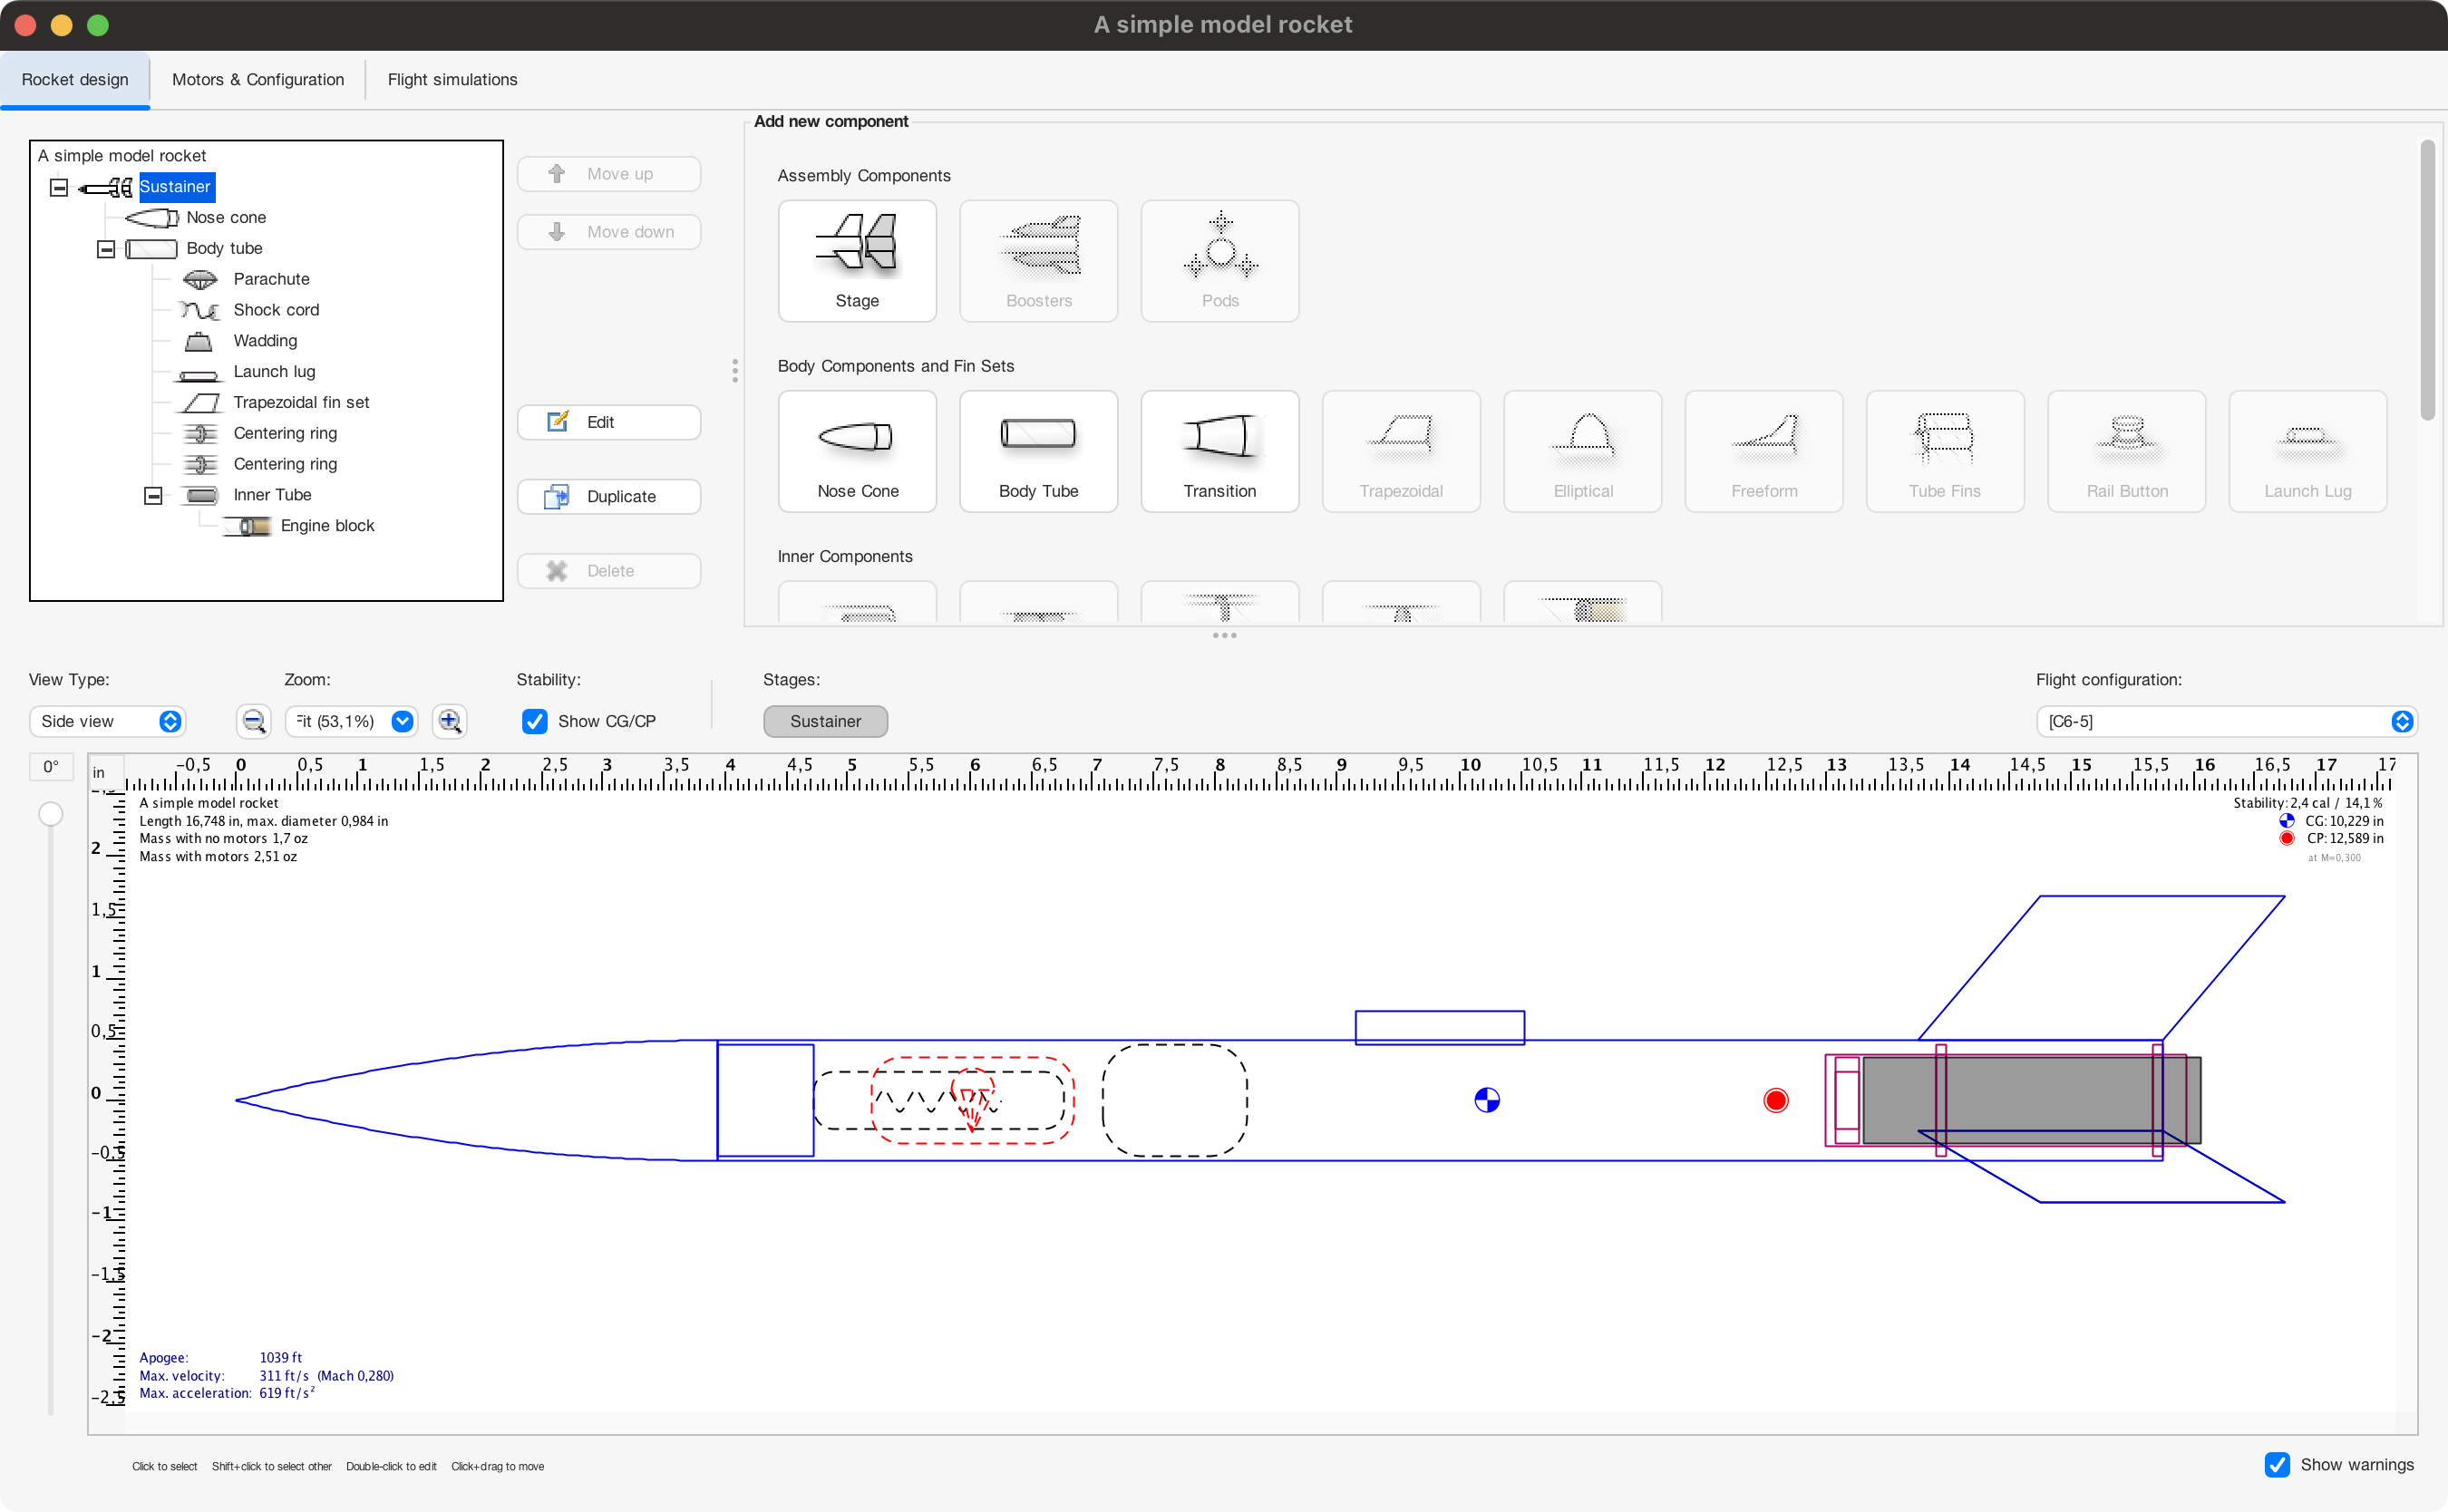 A simple model rocket
Rocket design
Motors & Configuration
Flight simulations
A simple model rocket
Sustainer
Nose cone
Body tube
Parachute
Shock cord
Wadding
Launch lug
Trapezoidal fin set
Centering ring
Centering ring
Inner Tube
Engine block
Move up
Move down
Edit
Duplicate
Delete
Add new component
Assembly Components
Stage
Boosters
Pods
Body Components and Fin Sets
Nose Cone
Body Tube
Transition
Trapezoidal
Elliptical
Freeform
Tube Fins
Rail Button
Launch Lug
Inner Components
View Type:
Side view
Zoom:
Fit (53,1%)
Stability:
Show CG/CP
Stages:
Sustainer
Flight configuration:
[C6-5]
0°
in
-0,5 0 0,5 1 1,5 2 2,5 3 3,5 4 4,5 5 5,5 6 6,5 7 7,5 8 8,5 9 9,5 10 10,5 11 11,5 12 12,5 13 13,5 14 14,5 15 15,5 16 16,5 17 17
2
1,5
1
0,5
0
-0,5
-1
-1,5
-2
-2,5
A simple model rocket
Length 16,748 in, max. diameter 0,984 in
Mass with no motors 1,7 oz
Mass with motors 2,51 oz
Stability: 2,4 cal / 14,1 %
CG: 10,229 in
CP: 12,589 in
at M=0,300
Apogee: 1039 ft
Max. velocity: 311 ft/s (Mach 0,280)
Max. acceleration: 619 ft/s²
Click to select Shift+click to select other Double-click to edit Click+drag to move
Show warnings